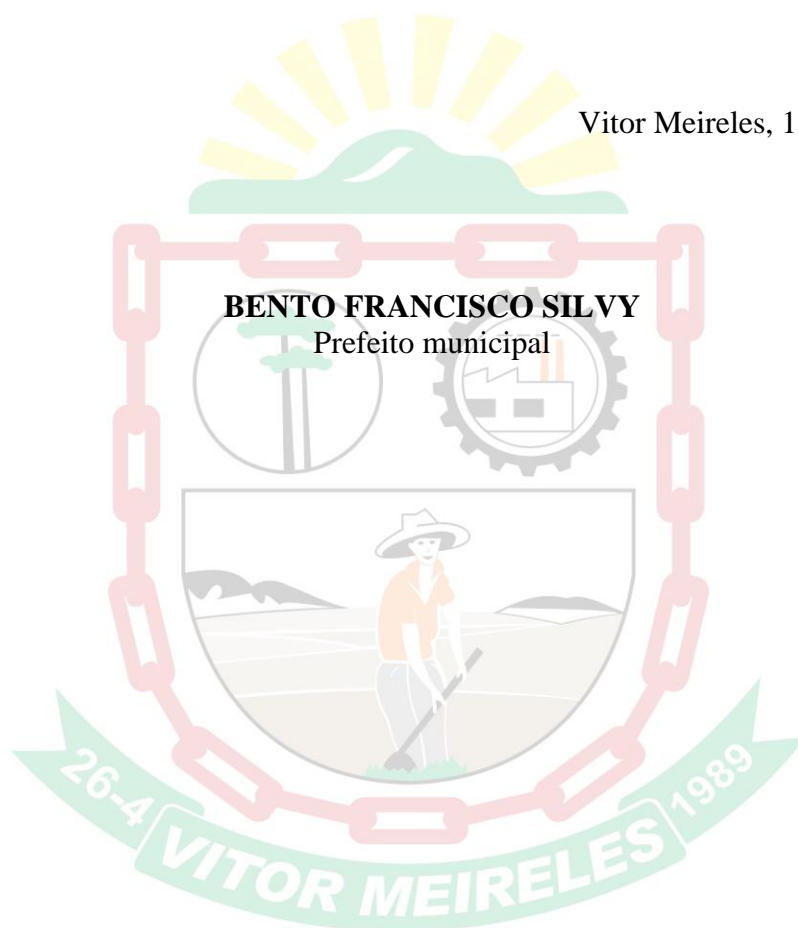 Vitor Meireles, 1
BENTO FRANCISCO SILVY
Prefeito municipal
26-4 VITOR MEIRELES 1989